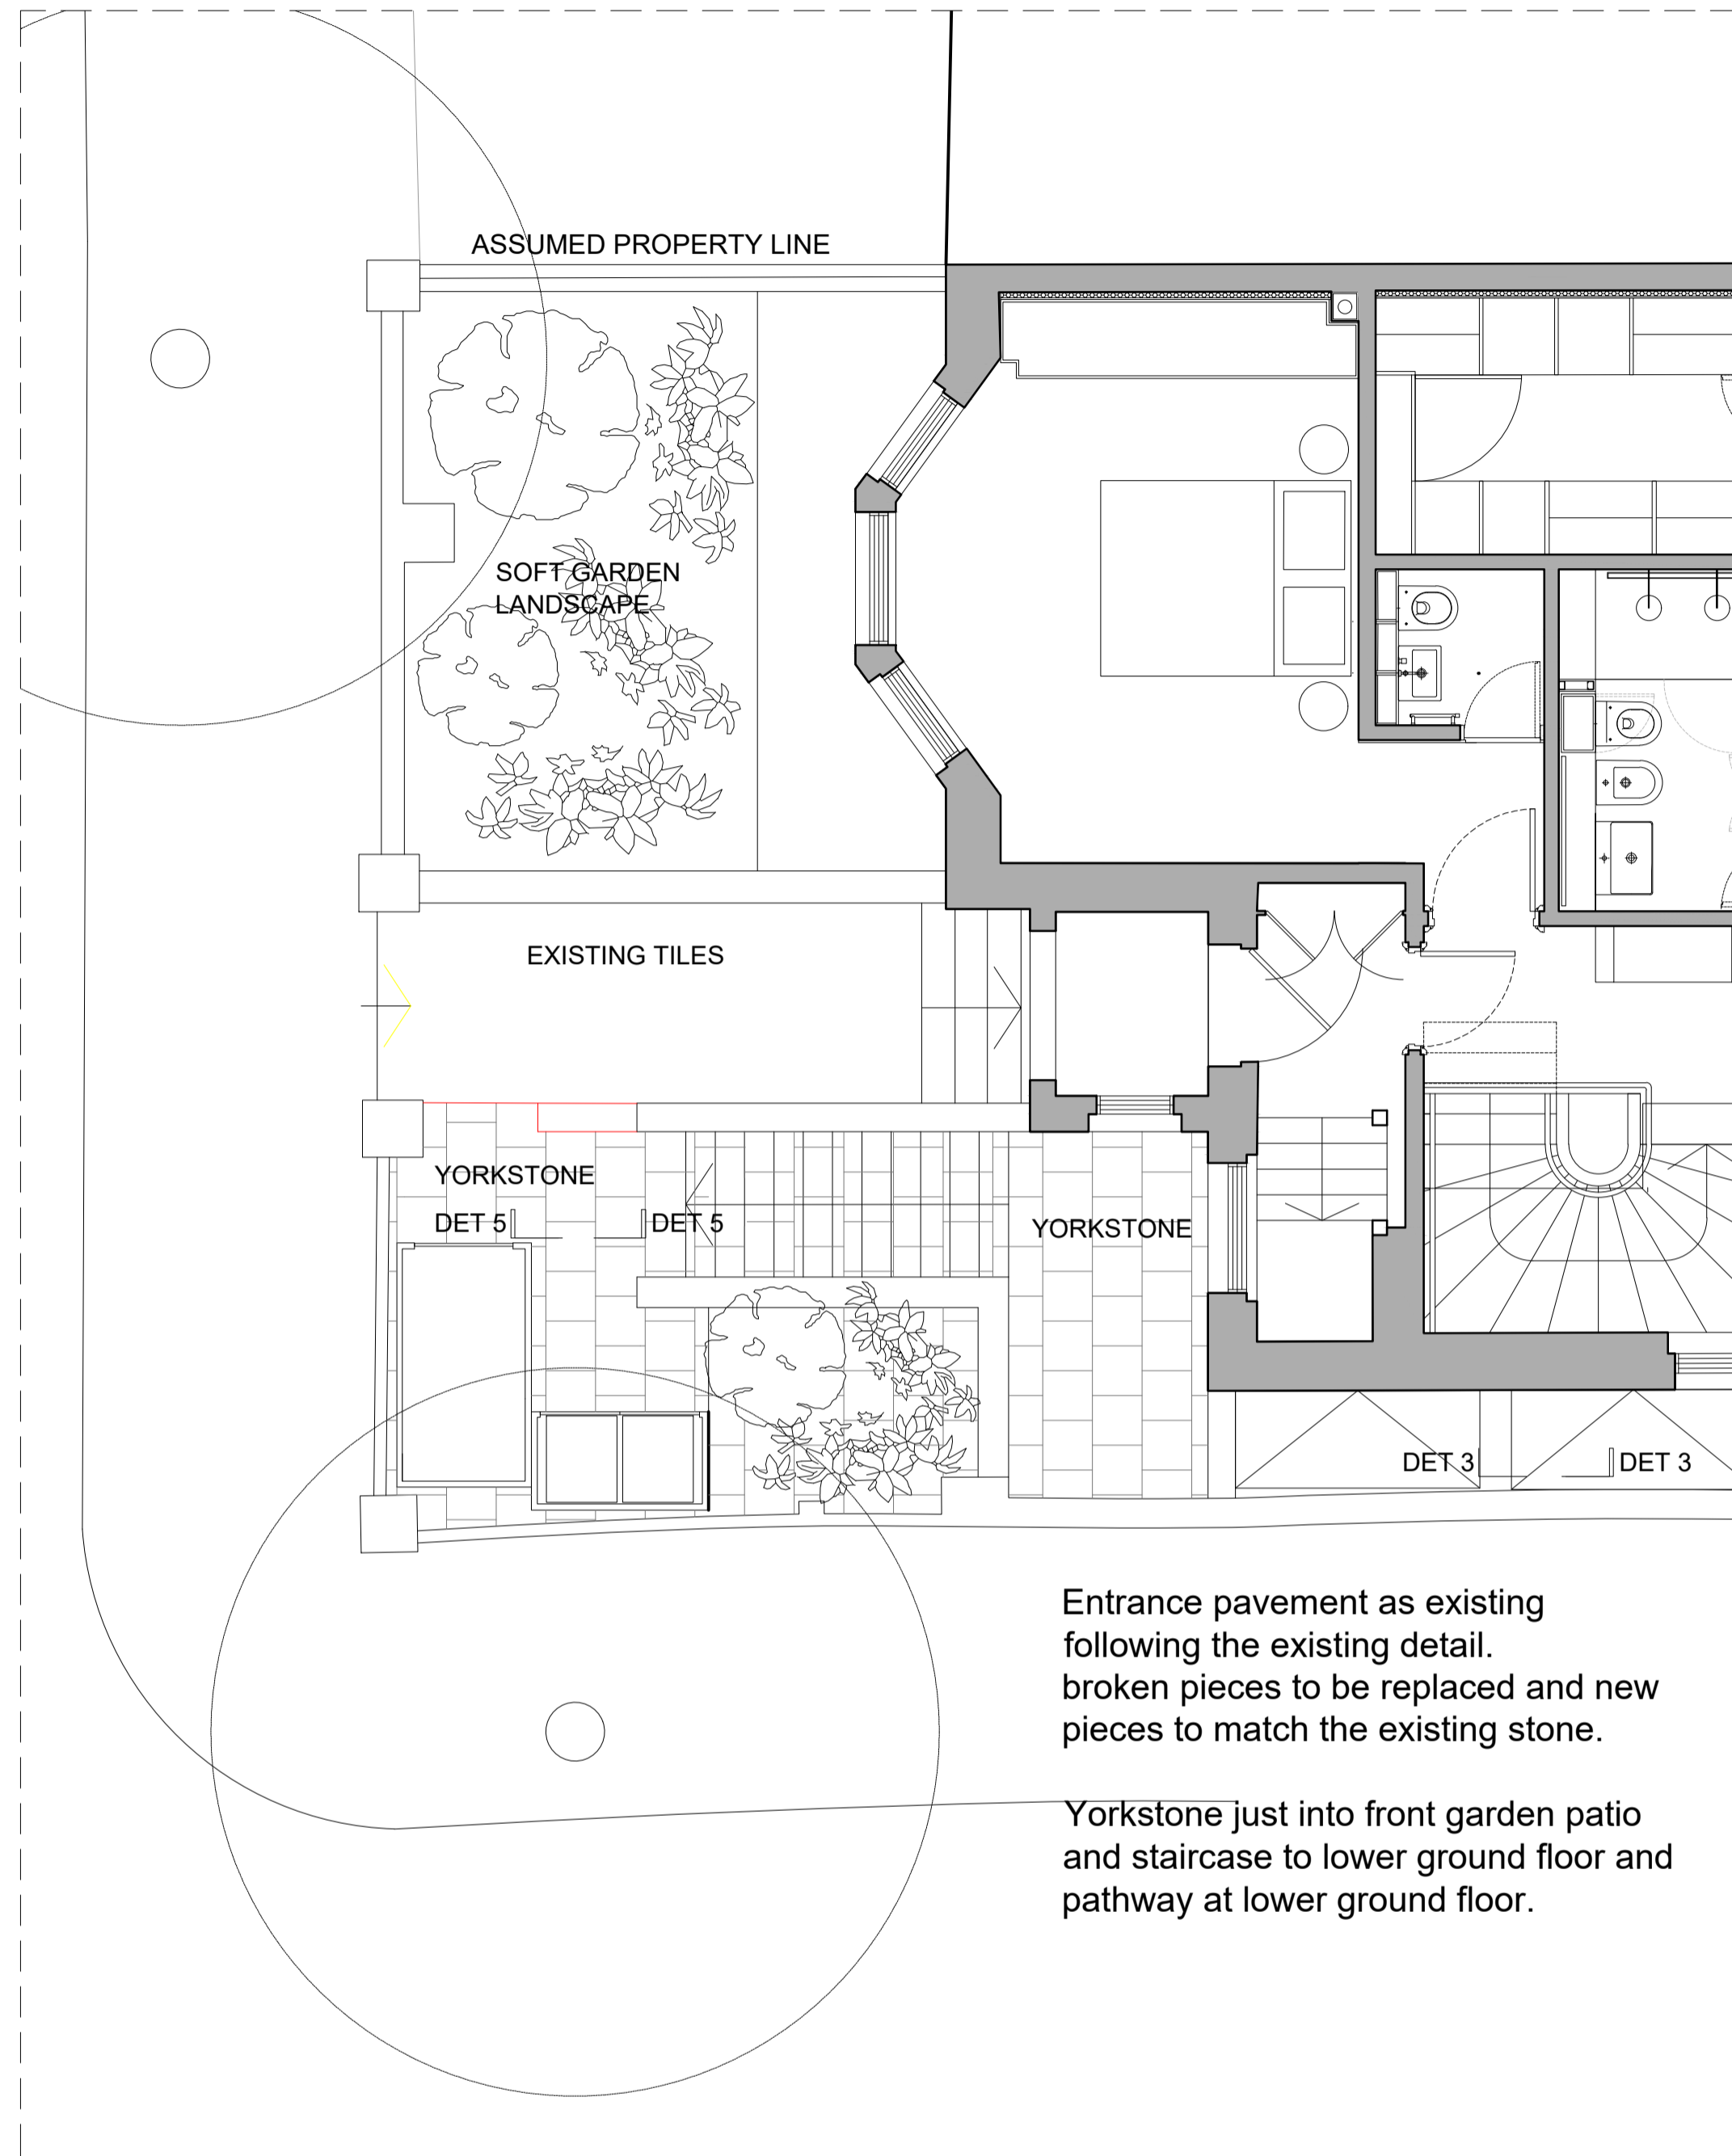 ASSUMED PROPERTY LINE
SOFT GARDEN
LANDSCAPE
EXISTING TILES
YORKSTONE
DET 5
DET 5
YORKSTONE
DET 3
DET 3
Entrance pavement as existing
following the existing detail.
broken pieces to be replaced and new
pieces to match the existing stone.
Yorkstone just into front garden patio
and staircase to lower ground floor and
pathway at lower ground floor.